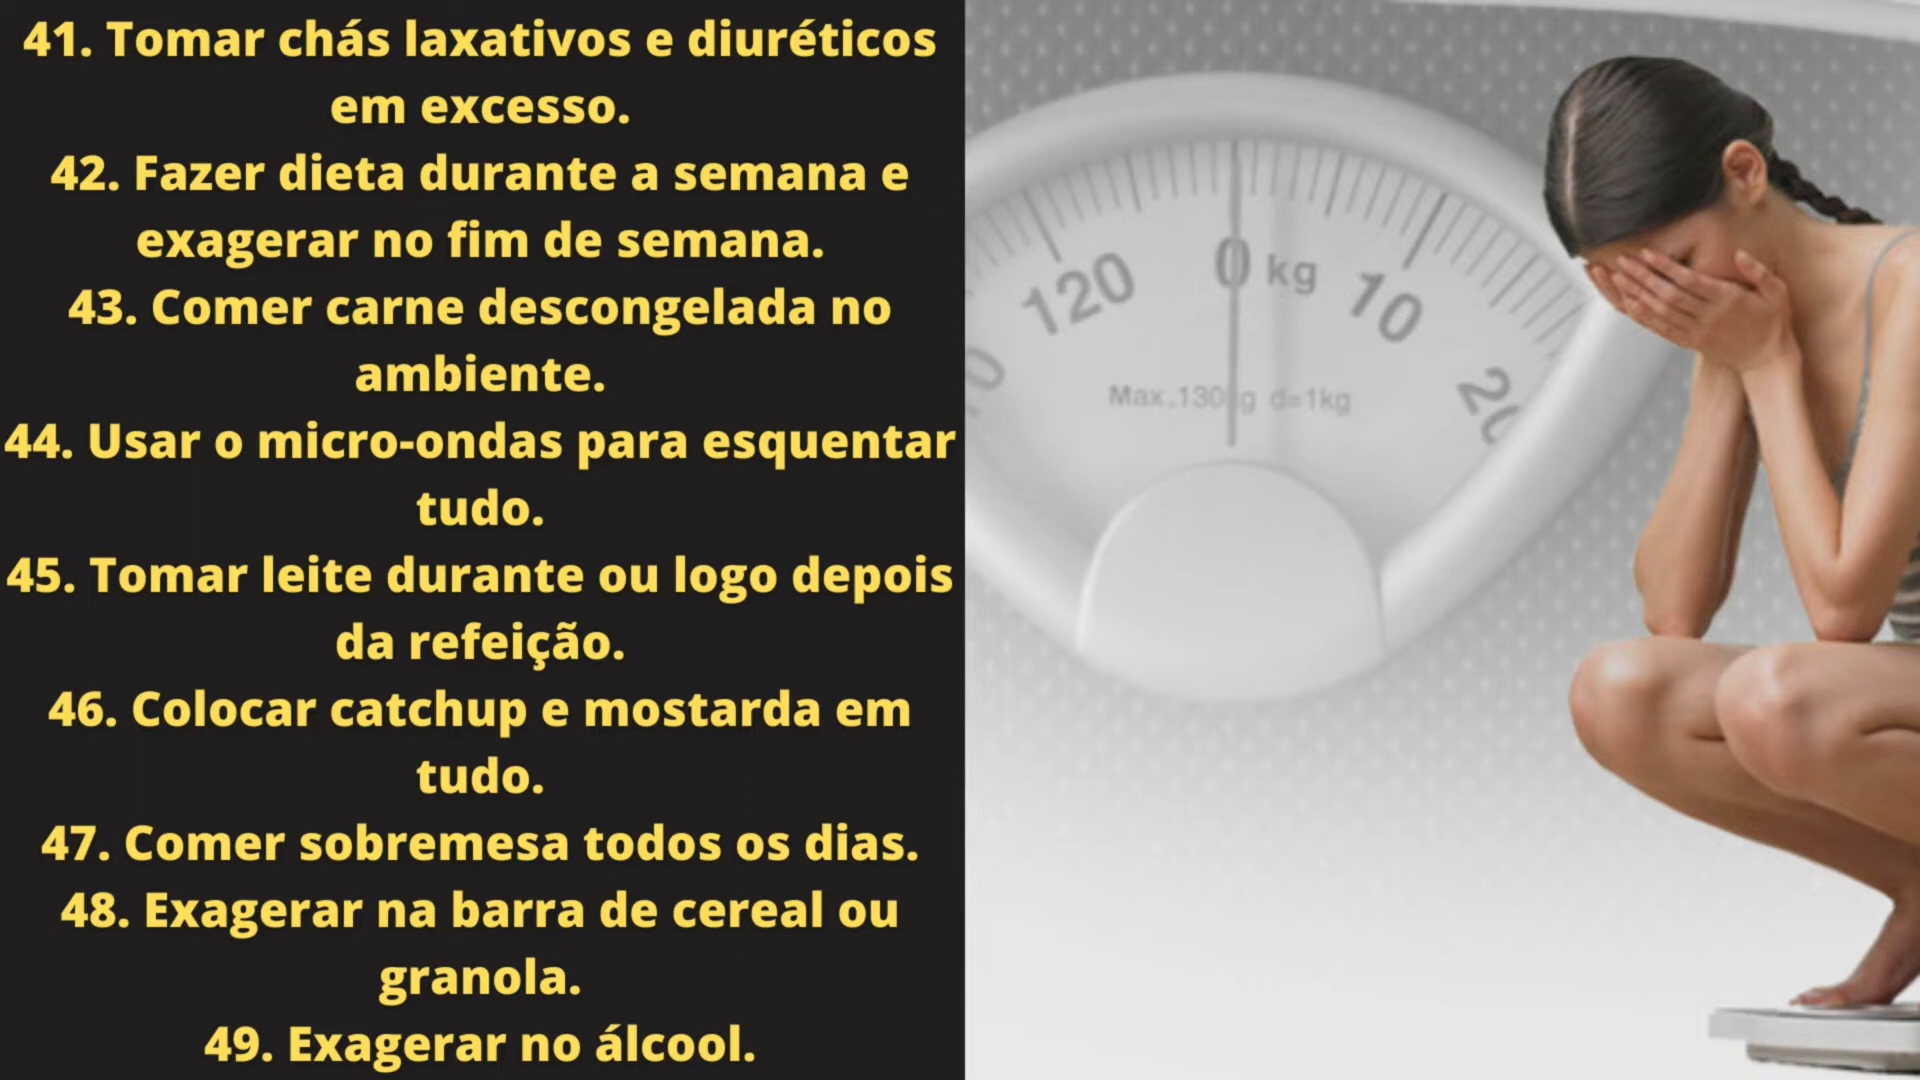 41. Tomar chás laxativos e diuréticos
em excesso.
42. Fazer dieta durante a semana e
exagerar no fim de semana.
43. Comer carne descongelada no
ambiente.
44. Usar o micro-ondas para esquentar
tudo.
45. Tomar leite durante ou logo depois
da refeição.
46. Colocar catchup e mostarda em
tudo.
47. Comer sobremesa todos os dias.
48. Exagerar na barra de cereal ou
granola.
49. Exagerar no álcool.
120 0 kg 10 20
Max.130 d=1kg